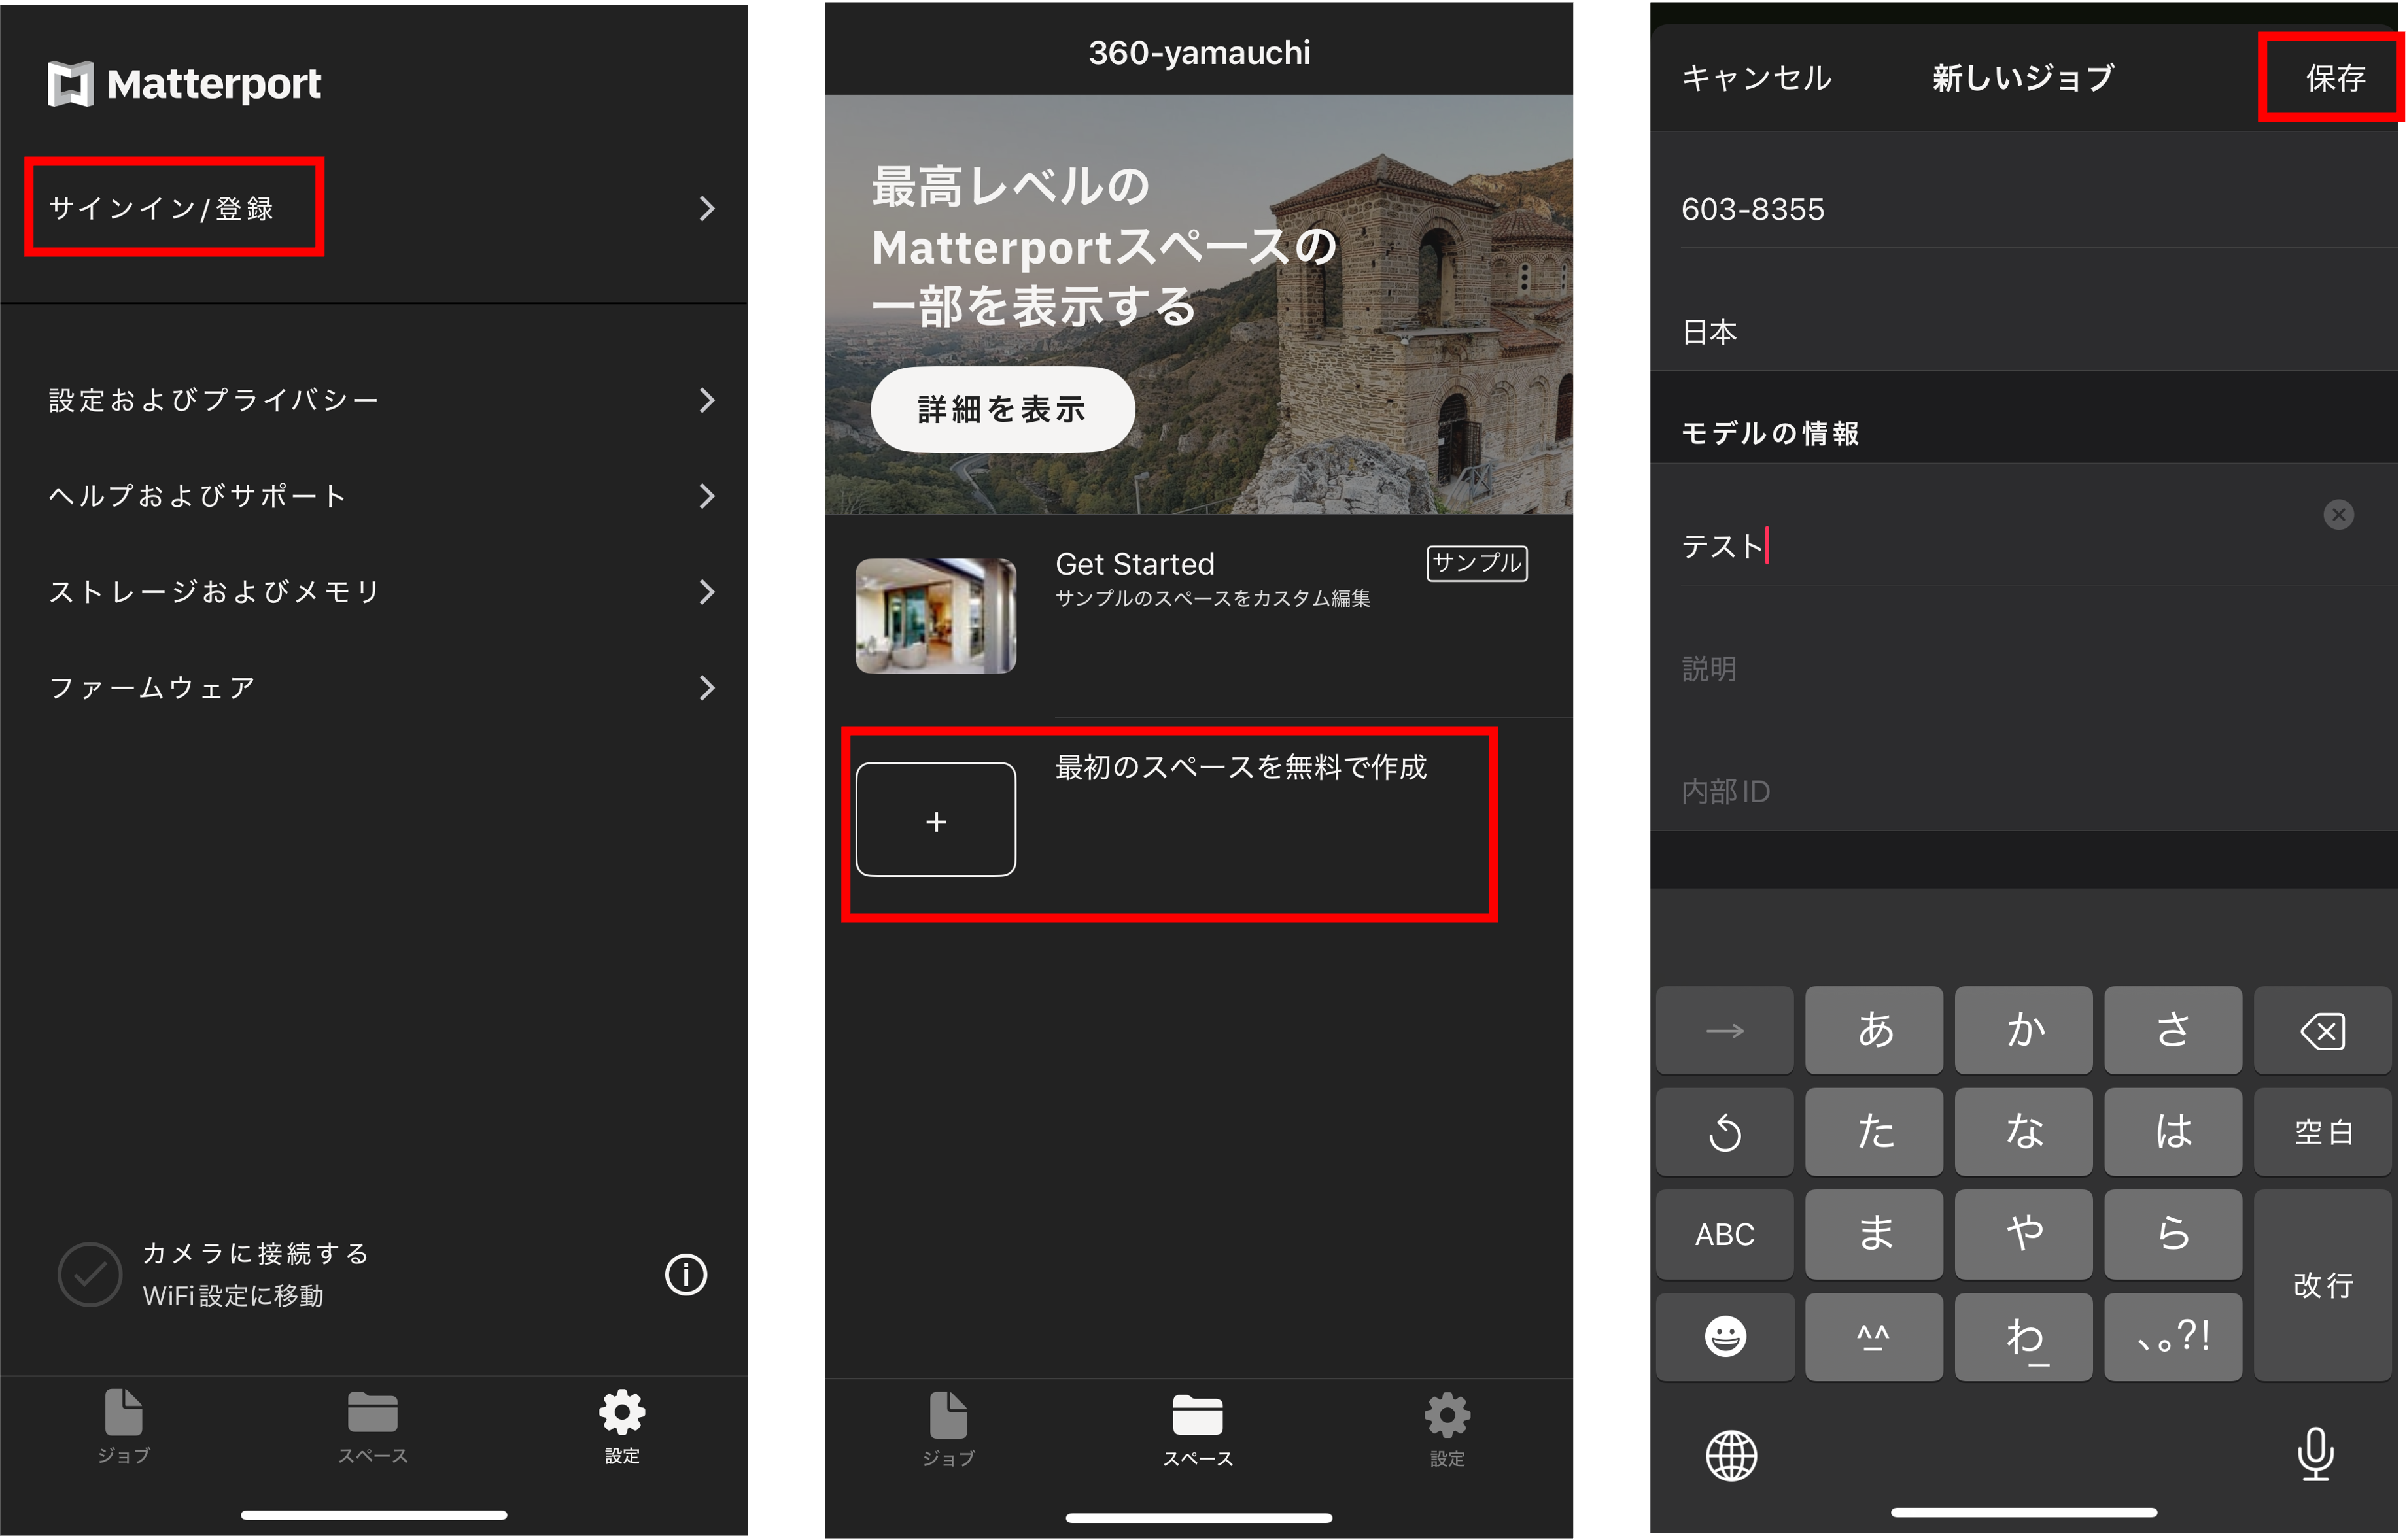 Matterport
サインイン/登録
設定およびプライバシー
ヘルプおよびサポート
ストレージおよびメモリ
ファームウェア
カメラに接続する
WiFi設定に移動
ジョブ
スペース
設定
360-yamauchi
最高レベルの
Matterportスペースの
一部を表示する
詳細を表示
Get Started
サンプル
サンプルのスペースをカスタム編集
最初のスペースを無料で作成
+
ジョブ
スペース
設定
キャンセル 新しいジョブ 保存
603-8355
日本
モデルの情報
テスト
説明
内部ID
→ あ か さ
た な は 空白
ABC ま や ら
^^ わ_ 、。?! 改行